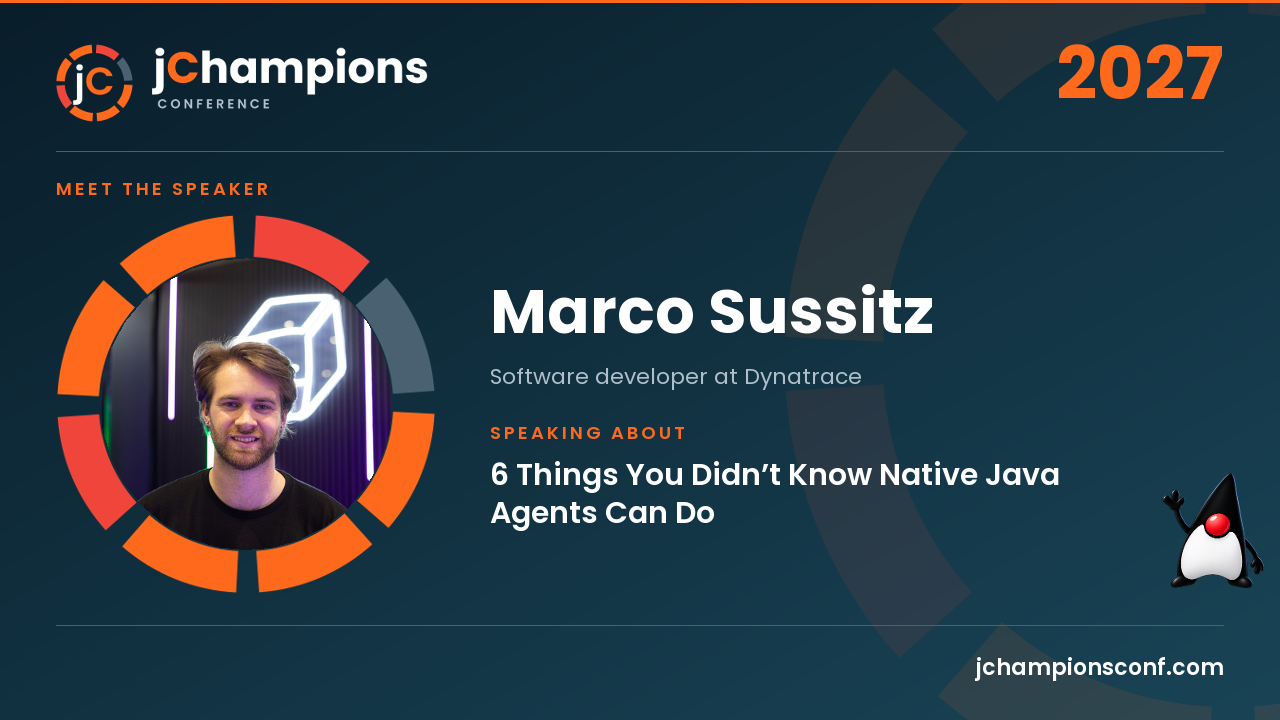 jC
jChampions
CONFERENCE
2027
MEET THE SPEAKER
Marco Sussitz
Software developer at Dynatrace
SPEAKING ABOUT
6 Things You Didn’t Know Native Java
Agents Can Do
jchampionsconf.com